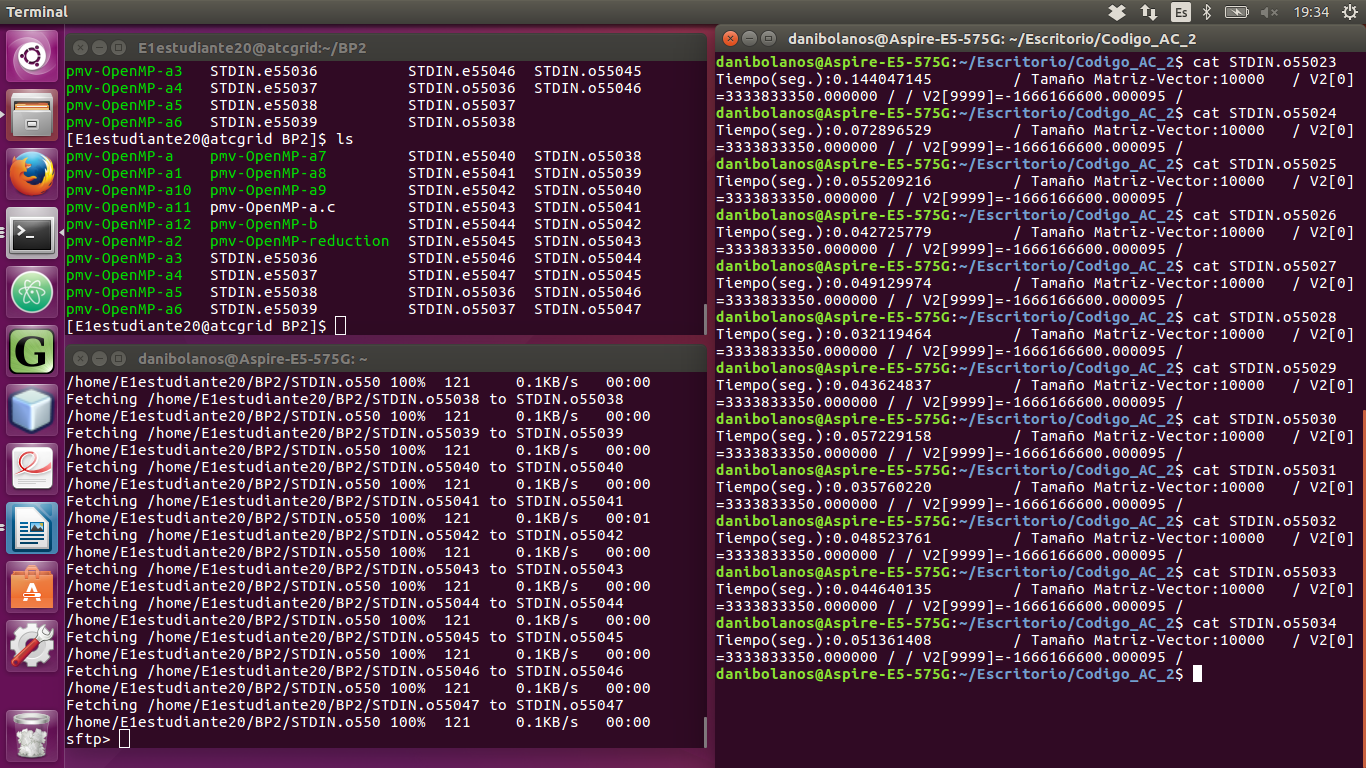 Terminal
Es
19:34
E1estudiante20@atcgrid:~/BP2
pmv-OpenMP-a3   STDIN.e55036          STDIN.e55046  STDIN.o55045
pmv-OpenMP-a4   STDIN.e55037          STDIN.o55036  STDIN.o55046
pmv-OpenMP-a5   STDIN.e55038          STDIN.o55037
pmv-OpenMP-a6   STDIN.e55039          STDIN.o55038
[E1estudiante20@atcgrid BP2]$ ls
pmv-OpenMP-a    pmv-OpenMP-a7         STDIN.e55040  STDIN.o55038
pmv-OpenMP-a1   pmv-OpenMP-a8         STDIN.e55041  STDIN.o55039
pmv-OpenMP-a10  pmv-OpenMP-a9         STDIN.e55042  STDIN.o55040
pmv-OpenMP-a11  pmv-OpenMP-a.c        STDIN.e55043  STDIN.o55041
pmv-OpenMP-a12  pmv-OpenMP-b          STDIN.e55044  STDIN.o55042
pmv-OpenMP-a2   pmv-OpenMP-reduction  STDIN.e55045  STDIN.o55043
pmv-OpenMP-a3   STDIN.e55036          STDIN.e55046  STDIN.o55044
pmv-OpenMP-a4   STDIN.e55037          STDIN.e55047  STDIN.o55045
pmv-OpenMP-a5   STDIN.e55038          STDIN.o55036  STDIN.o55046
pmv-OpenMP-a6   STDIN.e55039          STDIN.o55037  STDIN.o55047
[E1estudiante20@atcgrid BP2]$
danibolanos@Aspire-E5-575G: ~
/home/E1estudiante20/BP2/STDIN.o550 100%  121     0.1KB/s   00:00
Fetching /home/E1estudiante20/BP2/STDIN.o55038 to STDIN.o55038
/home/E1estudiante20/BP2/STDIN.o550 100%  121     0.1KB/s   00:00
Fetching /home/E1estudiante20/BP2/STDIN.o55039 to STDIN.o55039
/home/E1estudiante20/BP2/STDIN.o550 100%  121     0.1KB/s   00:00
Fetching /home/E1estudiante20/BP2/STDIN.o55040 to STDIN.o55040
/home/E1estudiante20/BP2/STDIN.o550 100%  121     0.1KB/s   00:00
Fetching /home/E1estudiante20/BP2/STDIN.o55041 to STDIN.o55041
/home/E1estudiante20/BP2/STDIN.o550 100%  121     0.1KB/s   00:01
Fetching /home/E1estudiante20/BP2/STDIN.o55042 to STDIN.o55042
/home/E1estudiante20/BP2/STDIN.o550 100%  121     0.1KB/s   00:00
Fetching /home/E1estudiante20/BP2/STDIN.o55043 to STDIN.o55043
/home/E1estudiante20/BP2/STDIN.o550 100%  121     0.1KB/s   00:00
Fetching /home/E1estudiante20/BP2/STDIN.o55044 to STDIN.o55044
/home/E1estudiante20/BP2/STDIN.o550 100%  121     0.1KB/s   00:00
Fetching /home/E1estudiante20/BP2/STDIN.o55045 to STDIN.o55045
/home/E1estudiante20/BP2/STDIN.o550 100%  121     0.1KB/s   00:00
Fetching /home/E1estudiante20/BP2/STDIN.o55046 to STDIN.o55046
/home/E1estudiante20/BP2/STDIN.o550 100%  121     0.1KB/s   00:00
Fetching /home/E1estudiante20/BP2/STDIN.o55047 to STDIN.o55047
/home/E1estudiante20/BP2/STDIN.o550 100%  121     0.1KB/s   00:00
sftp>
danibolanos@Aspire-E5-575G: ~/Escritorio/Codigo_AC_2
danibolanos@Aspire-E5-575G:~/Escritorio/Codigo_AC_2$ cat STDIN.o55023
Tiempo(seg.):0.144047145         / Tamaño Matriz-Vector:10000   / V2[0]
=3333833350.000000 / / V2[9999]=-1666166600.000095 /
danibolanos@Aspire-E5-575G:~/Escritorio/Codigo_AC_2$ cat STDIN.o55024
Tiempo(seg.):0.072896529         / Tamaño Matriz-Vector:10000   / V2[0]
=3333833350.000000 / / V2[9999]=-1666166600.000095 /
danibolanos@Aspire-E5-575G:~/Escritorio/Codigo_AC_2$ cat STDIN.o55025
Tiempo(seg.):0.055209216         / Tamaño Matriz-Vector:10000   / V2[0]
=3333833350.000000 / / V2[9999]=-1666166600.000095 /
danibolanos@Aspire-E5-575G:~/Escritorio/Codigo_AC_2$ cat STDIN.o55026
Tiempo(seg.):0.042725779         / Tamaño Matriz-Vector:10000   / V2[0]
=3333833350.000000 / / V2[9999]=-1666166600.000095 /
danibolanos@Aspire-E5-575G:~/Escritorio/Codigo_AC_2$ cat STDIN.o55027
Tiempo(seg.):0.049129974         / Tamaño Matriz-Vector:10000   / V2[0]
=3333833350.000000 / / V2[9999]=-1666166600.000095 /
danibolanos@Aspire-E5-575G:~/Escritorio/Codigo_AC_2$ cat STDIN.o55028
Tiempo(seg.):0.032119464         / Tamaño Matriz-Vector:10000   / V2[0]
=3333833350.000000 / / V2[9999]=-1666166600.000095 /
danibolanos@Aspire-E5-575G:~/Escritorio/Codigo_AC_2$ cat STDIN.o55029
Tiempo(seg.):0.043624837         / Tamaño Matriz-Vector:10000   / V2[0]
=3333833350.000000 / / V2[9999]=-1666166600.000095 /
danibolanos@Aspire-E5-575G:~/Escritorio/Codigo_AC_2$ cat STDIN.o55030
Tiempo(seg.):0.057229158         / Tamaño Matriz-Vector:10000   / V2[0]
=3333833350.000000 / / V2[9999]=-1666166600.000095 /
danibolanos@Aspire-E5-575G:~/Escritorio/Codigo_AC_2$ cat STDIN.o55031
Tiempo(seg.):0.035760220         / Tamaño Matriz-Vector:10000   / V2[0]
=3333833350.000000 / / V2[9999]=-1666166600.000095 /
danibolanos@Aspire-E5-575G:~/Escritorio/Codigo_AC_2$ cat STDIN.o55032
Tiempo(seg.):0.048523761         / Tamaño Matriz-Vector:10000   / V2[0]
=3333833350.000000 / / V2[9999]=-1666166600.000095 /
danibolanos@Aspire-E5-575G:~/Escritorio/Codigo_AC_2$ cat STDIN.o55033
Tiempo(seg.):0.044640135         / Tamaño Matriz-Vector:10000   / V2[0]
=3333833350.000000 / / V2[9999]=-1666166600.000095 /
danibolanos@Aspire-E5-575G:~/Escritorio/Codigo_AC_2$ cat STDIN.o55034
Tiempo(seg.):0.051361408         / Tamaño Matriz-Vector:10000   / V2[0]
=3333833350.000000 / / V2[9999]=-1666166600.000095 /
danibolanos@Aspire-E5-575G:~/Escritorio/Codigo_AC_2$